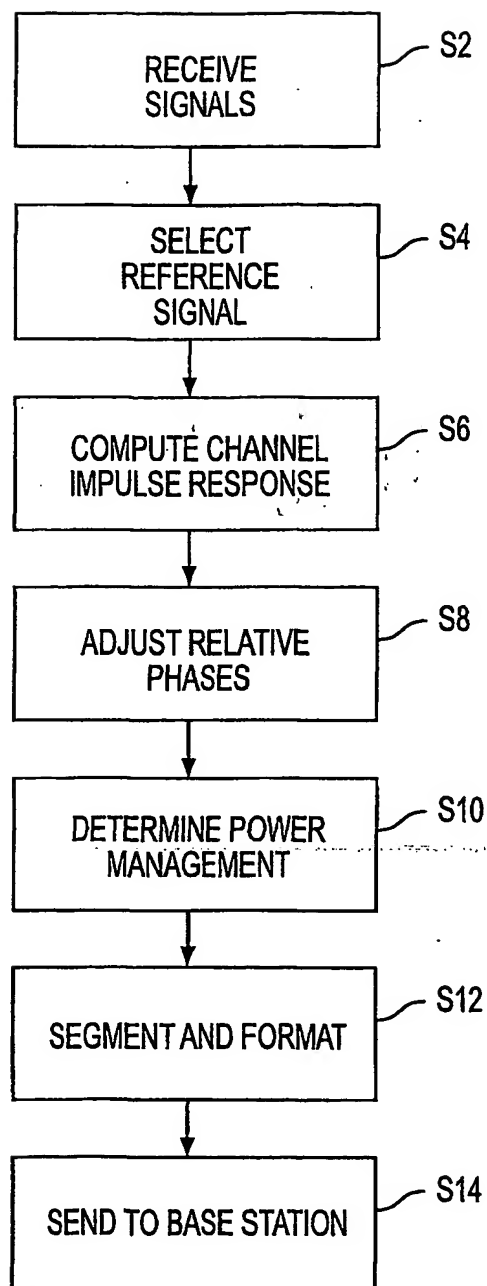 RECEIVE
SIGNALS
S2
SELECT
REFERENCE
SIGNAL
S4
COMPUTE CHANNEL
IMPULSE RESPONSE
S6
ADJUST RELATIVE
PHASES
S8
DETERMINE POWER
MANAGEMENT
S10
SEGMENT AND FORMAT
S12
SEND TO BASE STATION
S14